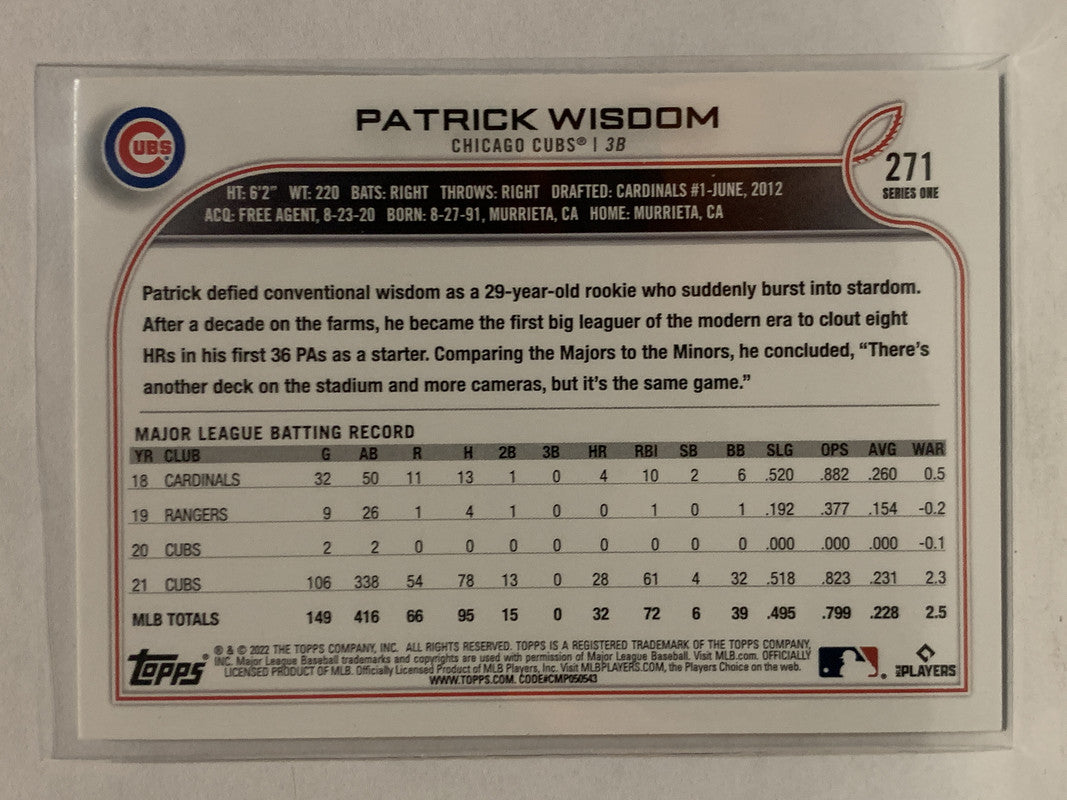 CUBS
PATRICK WISDOM
CHICAGO CUBS® | 3B
271
SERIES ONE
HT: 6'2" WT: 220 BATS: RIGHT THROWS: RIGHT DRAFTED: CARDINALS #1-JUNE, 2012
ACQ: FREE AGENT, 8-23-20 BORN: 8-27-91, MURRIETA, CA HOME: MURRIETA, CA
Patrick defied conventional wisdom as a 29-year-old rookie who suddenly burst into stardom.
After a decade on the farms, he became the first big leaguer of the modern era to clout eight
HRs in his first 36 PAs as a starter. Comparing the Majors to the Minors, he concluded, “There’s
another deck on the stadium and more cameras, but it’s the same game.”
MAJOR LEAGUE BATTING RECORD
YR CLUB G AB R H 2B 3B HR RBI SB BB SLG OPS AVG WAR
18 CARDINALS 32 50 11 13 1 0 4 10 2 6 .520 .882 .260 0.5
19 RANGERS 9 26 1 4 1 0 0 1 0 1 .192 .377 .154 -0.2
20 CUBS 2 2 0 0 0 0 0 0 0 0 .000 .000 .000 -0.1
21 CUBS 106 338 54 78 13 0 28 61 4 32 .518 .823 .231 2.3
MLB TOTALS 149 416 66 95 15 0 32 72 6 39 .495 .799 .228 2.5
Topps®
® & © 2022 THE TOPPS COMPANY, INC. ALL RIGHTS RESERVED. TOPPS IS A REGISTERED TRADEMARK OF THE TOPPS COMPANY,
INC. Major League Baseball trademarks and copyrights are used with permission of Major League Baseball. Visit MLB.com. OFFICIALLY
LICENSED PRODUCT OF MLB. Officially Licensed Product of MLB Players, Inc. Visit MLBPLAYERS.COM, the Players Choice on the web.
WWW.TOPPS.COM. CODE#CMP050543
MLB PLAYERS